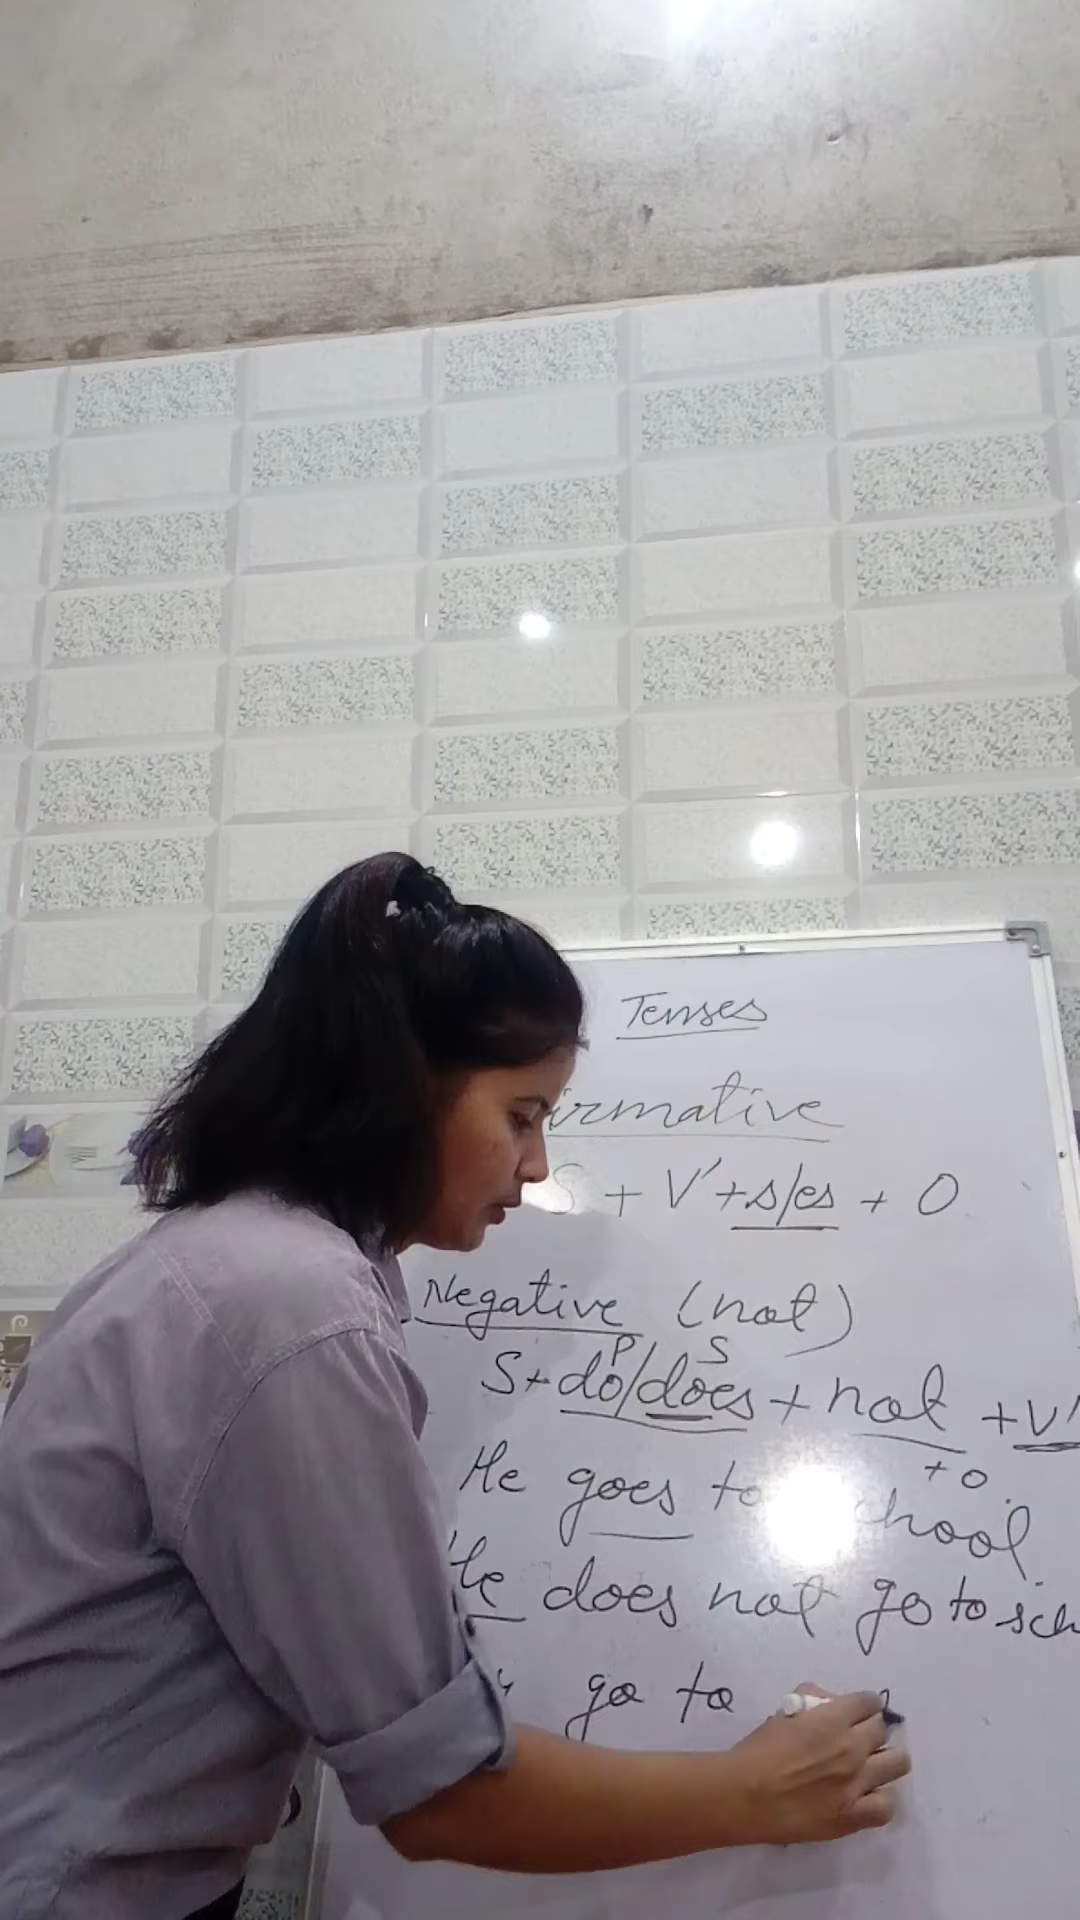 Tenses
irmative
S + V' + s/es + O
Negative (not)
P S
S + do/does + not + V'
+ O.
He goes to chool
He does not go to sch
go to